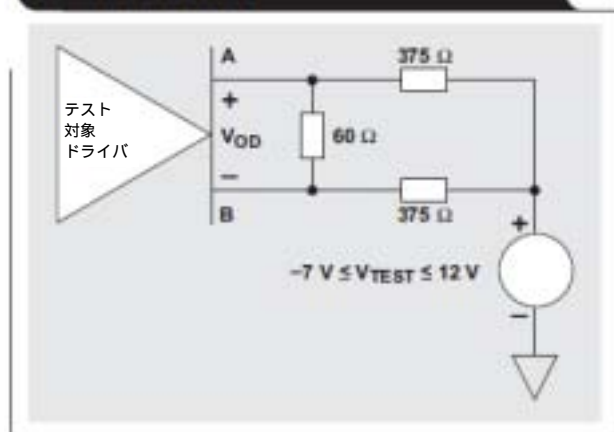 A
375 Ω
テスト
対象
ドライバ
+
VOD
60 Ω
−
B
375 Ω
+
−7 V ≤ VTEST ≤ 12 V
−